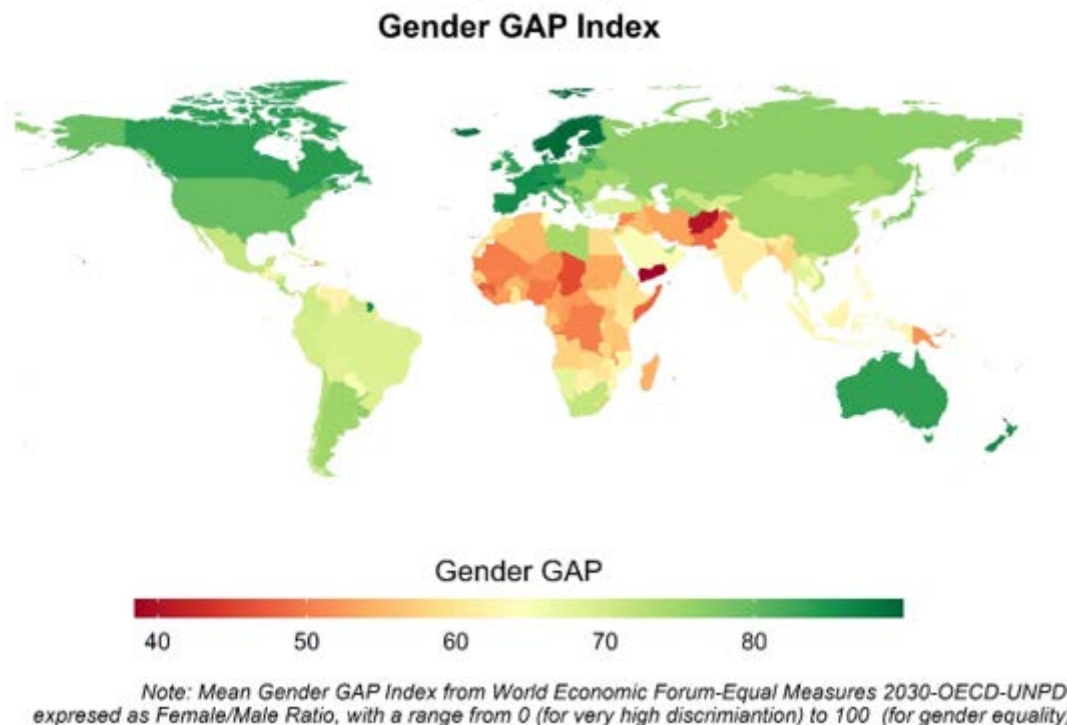 Gender GAP Index
Gender GAP
40 50 60 70 80
Note: Mean Gender GAP Index from World Economic Forum-Equal Measures 2030-OECD-UNPD
expresed as Female/Male Ratio, with a range from 0 (for very high discrimiantion) to 100 (for gender equality)